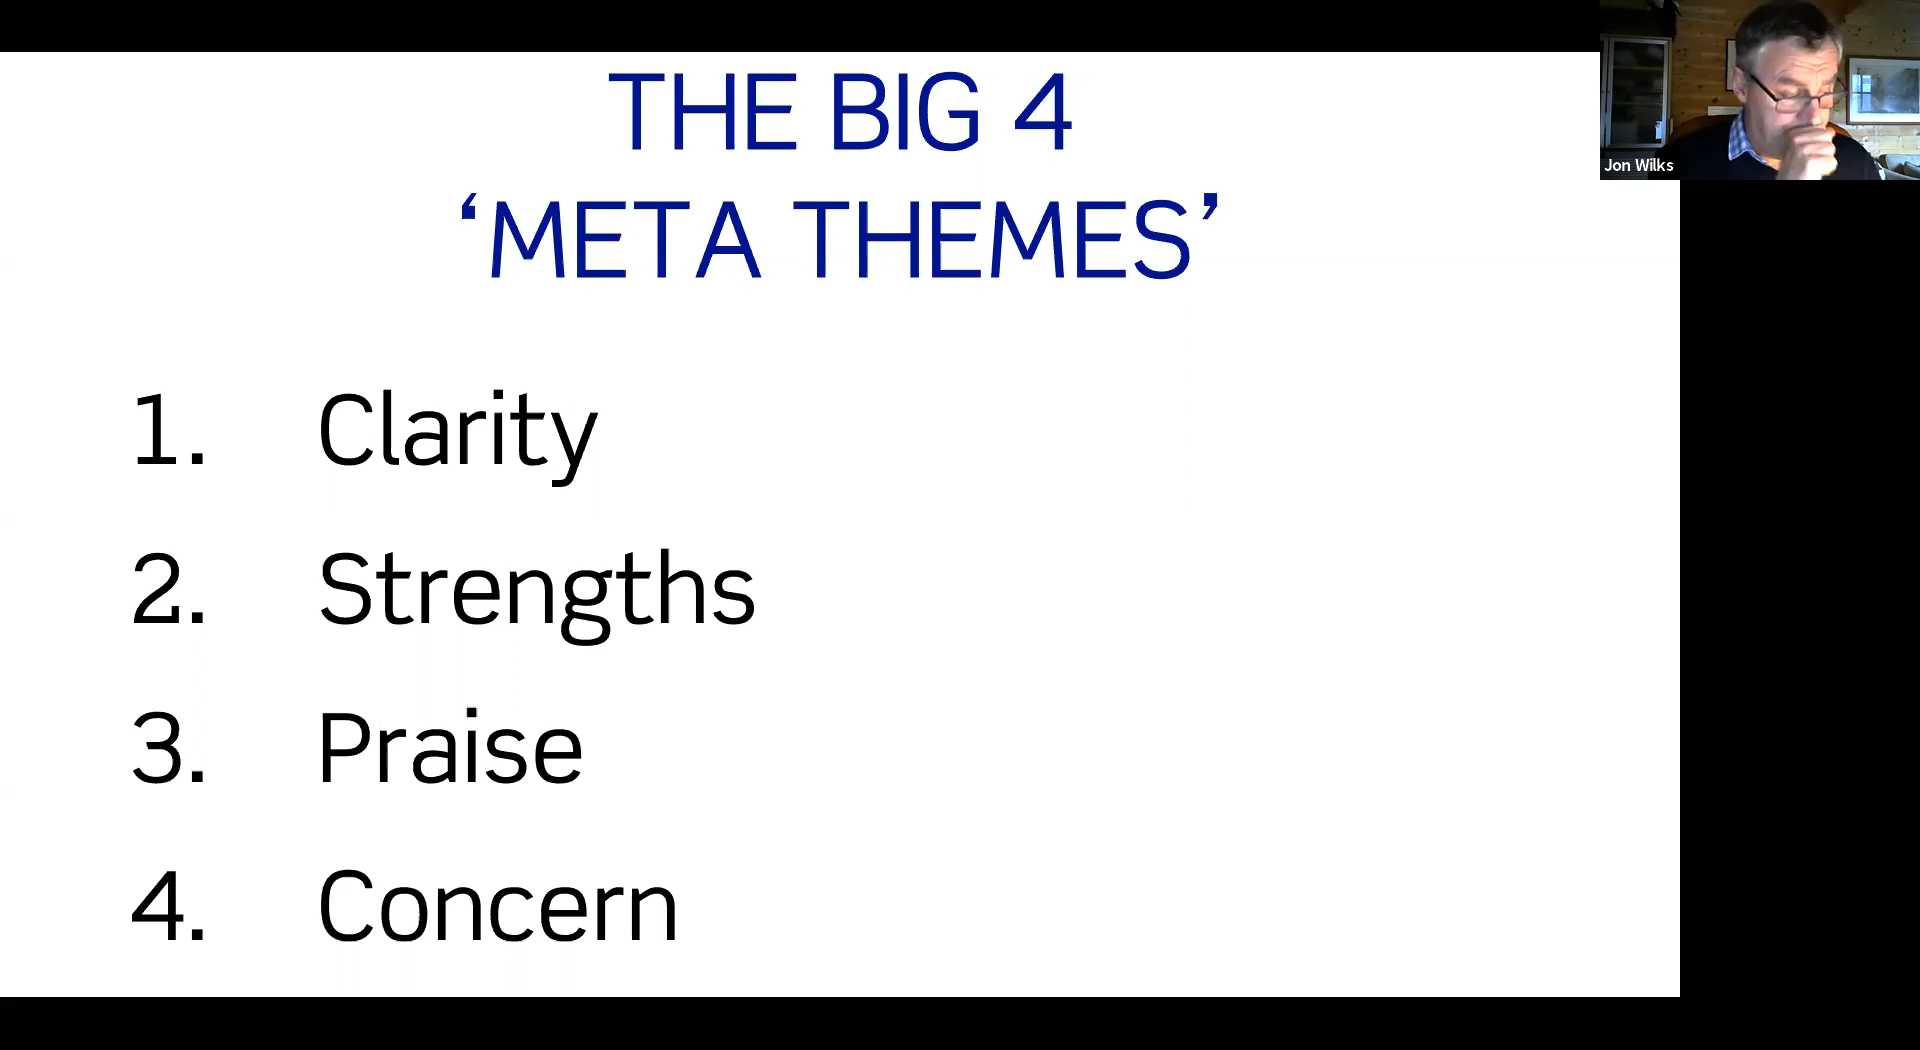 THE BIG 4
‘META THEMES’
1. Clarity
2. Strengths
3. Praise
4. Concern
Jon Wilks